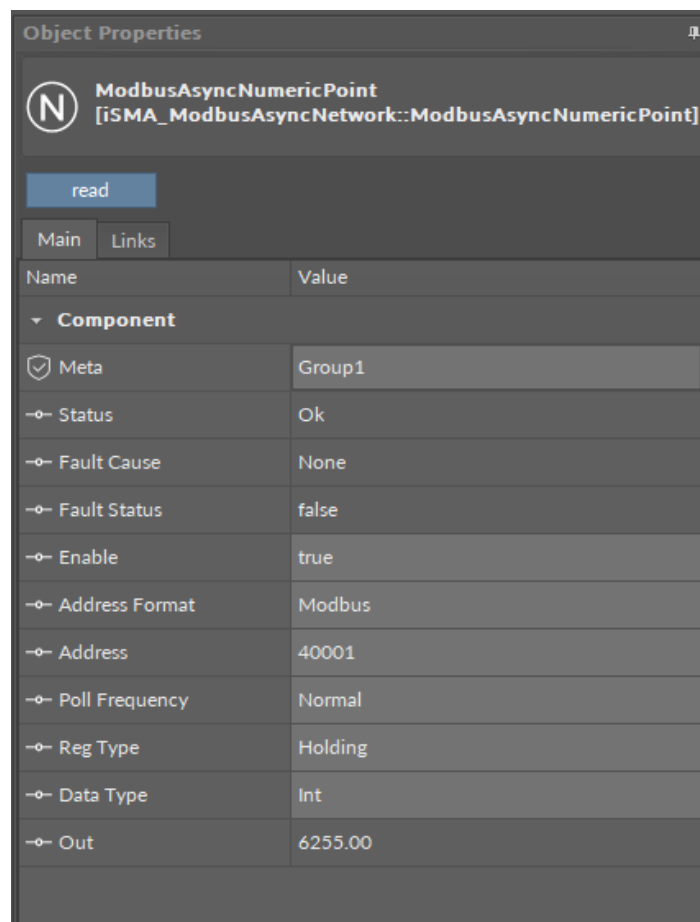 Object Properties
ModbusAsyncNumericPoint
[iSMA_ModbusAsyncNetwork::ModbusAsyncNumericPoint]
N
read
Main Links
Name Value
Component
Meta Group1
Status Ok
Fault Cause None
Fault Status false
Enable true
Address Format Modbus
Address 40001
Poll Frequency Normal
Reg Type Holding
Data Type Int
Out 6255.00